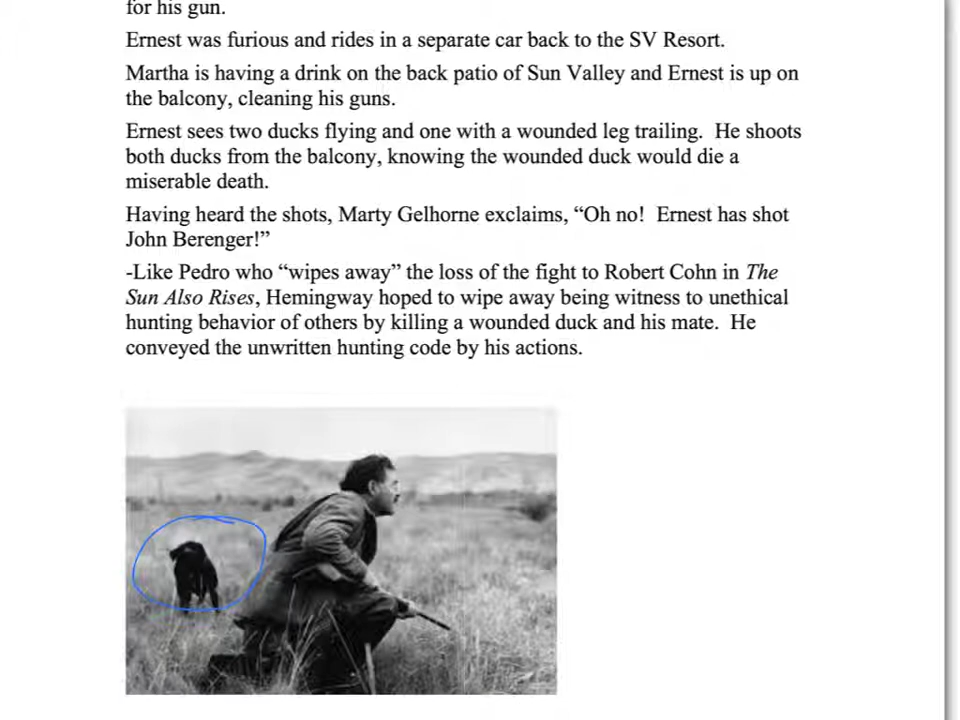 for his gun.
Ernest was furious and rides in a separate car back to the SV Resort.
Martha is having a drink on the back patio of Sun Valley and Ernest is up on
the balcony, cleaning his guns.
Ernest sees two ducks flying and one with a wounded leg trailing.  He shoots
both ducks from the balcony, knowing the wounded duck would die a
miserable death.
Having heard the shots, Marty Gelhorne exclaims, “Oh no!  Ernest has shot
John Berenger!”
-Like Pedro who “wipes away” the loss of the fight to Robert Cohn in The
Sun Also Rises, Hemingway hoped to wipe away being witness to unethical
hunting behavior of others by killing a wounded duck and his mate.  He
conveyed the unwritten hunting code by his actions.